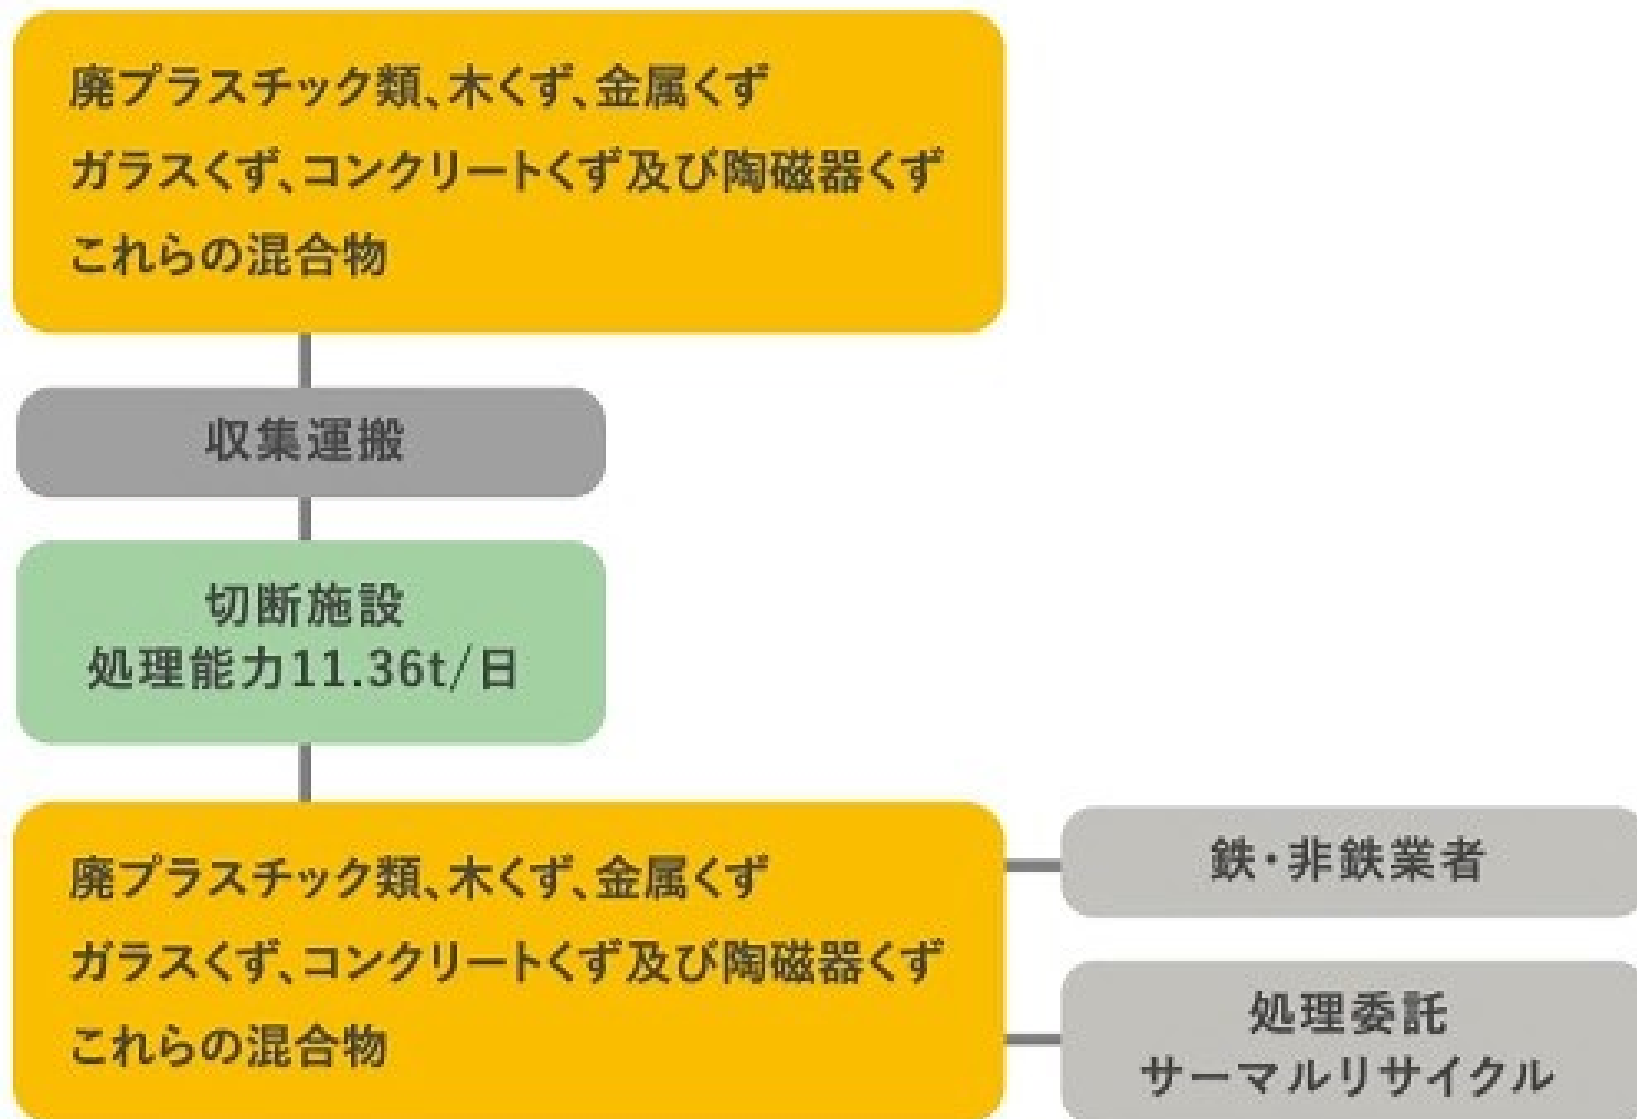 廃プラスチック類、木くず、金属くず
ガラスくず、コンクリートくず及び陶磁器くず
これらの混合物
収集運搬
切断施設
処理能力11.36t/日
廃プラスチック類、木くず、金属くず
ガラスくず、コンクリートくず及び陶磁器くず
これらの混合物
鉄・非鉄業者
処理委託
サーマルリサイクル